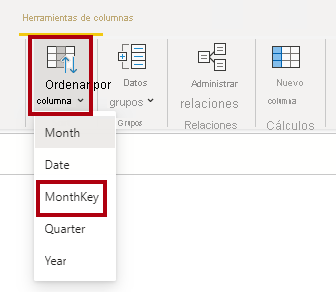 Herramientas de columnas
Ordenar por
columna
Datos
grupos
Grupos
Administrar
relaciones
Relaciones
Nuevo
columna
Cálculos
Month
Date
MonthKey
Quarter
Year